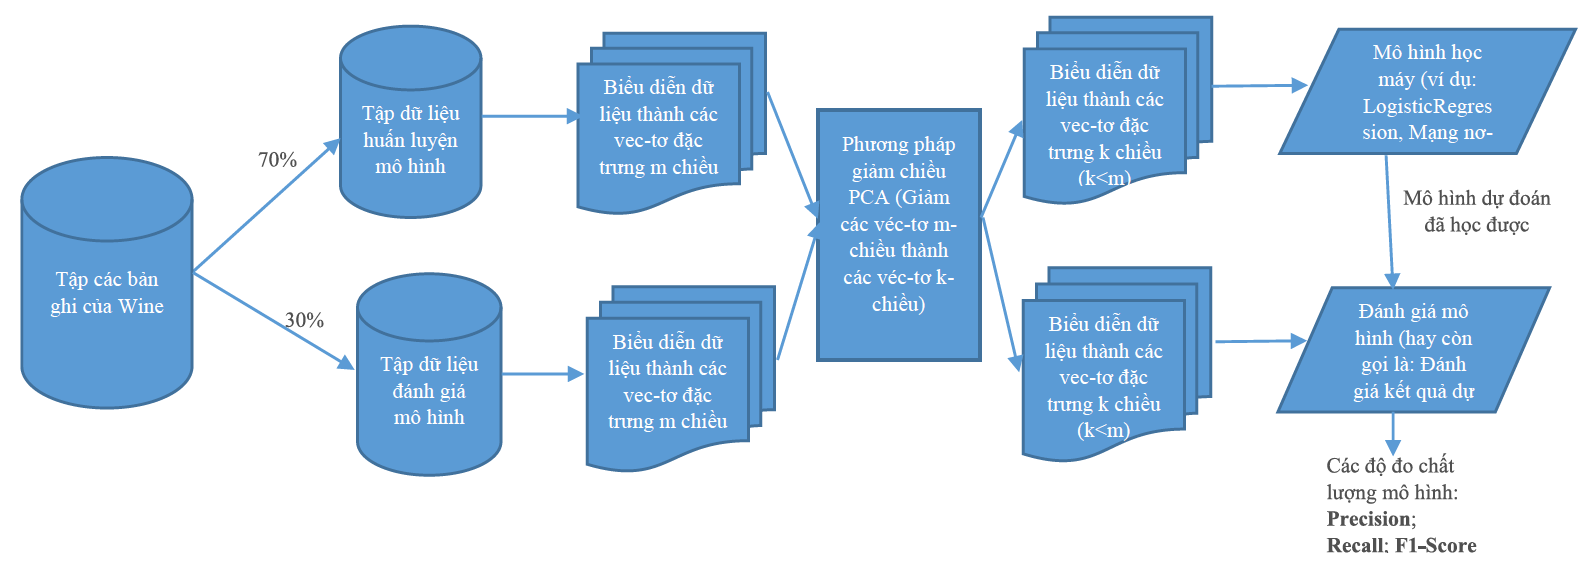 Tập các bản
ghi của Wine
70%
30%
Tập dữ liệu
huấn luyện
mô hình
Tập dữ liệu
đánh giá
mô hình
Biểu diễn dữ
liệu thành các
vec-tơ đặc
trưng m chiều
Biểu diễn dữ
liệu thành các
vec-tơ đặc
trưng m chiều
Phương pháp
giảm chiều
PCA (Giảm
các véc-tơ m-
chiều thành
các véc-tơ k-
chiều)
Biểu diễn dữ
liệu thành các
vec-tơ đặc
trưng k chiều
(k<m)
Biểu diễn dữ
liệu thành các
vec-tơ đặc
trưng k chiều
(k<m)
Mô hình học
máy (ví dụ:
LogisticRegres
sion, Mạng nơ-
Mô hình dự đoán
đã học được
Đánh giá mô
hình (hay còn
gọi là: Đánh
giá kết quả dự
Các độ đo chất
lượng mô hình:
Precision;
Recall; F1-Score